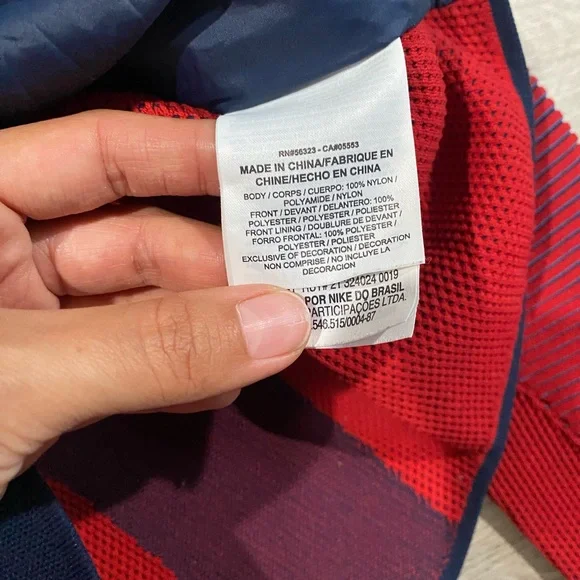 RN#56323 - CA#05553
MADE IN CHINA/FABRIQUE EN
CHINE/HECHO EN CHINA
BODY / CORPS / CUERPO: 100% NYLON /
POLYAMIDE / NYLON
FRONT / DEVANT / DELANTERO: 100%
POLYESTER / POLYESTER / POLIESTER
FRONT LINING / DOUBLURE DE DEVANT /
FORRO FRONTAL: 100% POLYESTER /
POLYESTER / POLIESTER
EXCLUSIVE OF DECORATION / DECORATION
NON COMPRISE / NO INCLUYE LA
DECORACION
21 324024 0019
POR NIKE DO BRASIL
PARTICIPACOES LTDA.
.546.515/0004-87